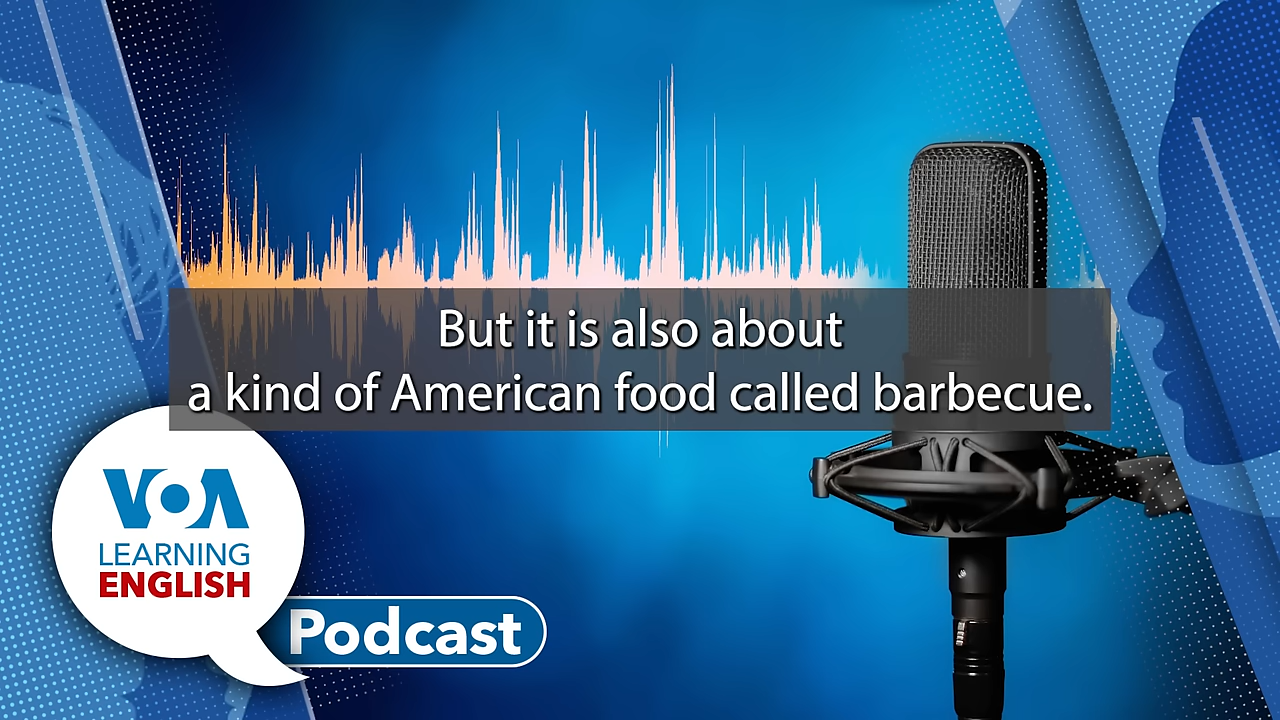 But it is also about
a kind of American food called barbecue.
VOA
LEARNING
ENGLISH
Podcast